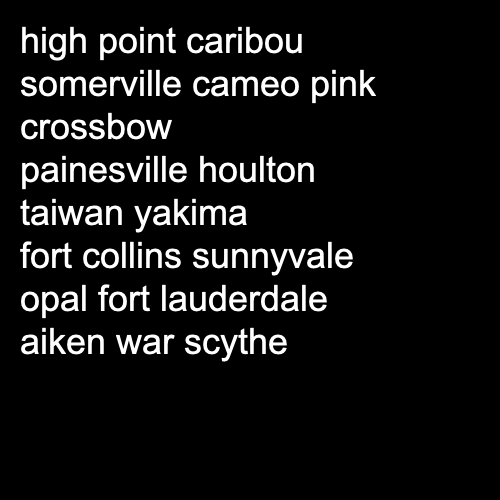 high point caribou
somerville cameo pink
crossbow
painesville houlton
taiwan yakima
fort collins sunnyvale
opal fort lauderdale
aiken war scythe